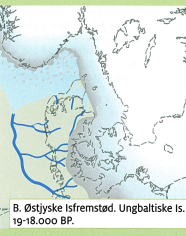 B. Østjyske Isfremstød. Ungbaltiske Is.
19-18.000 BP.